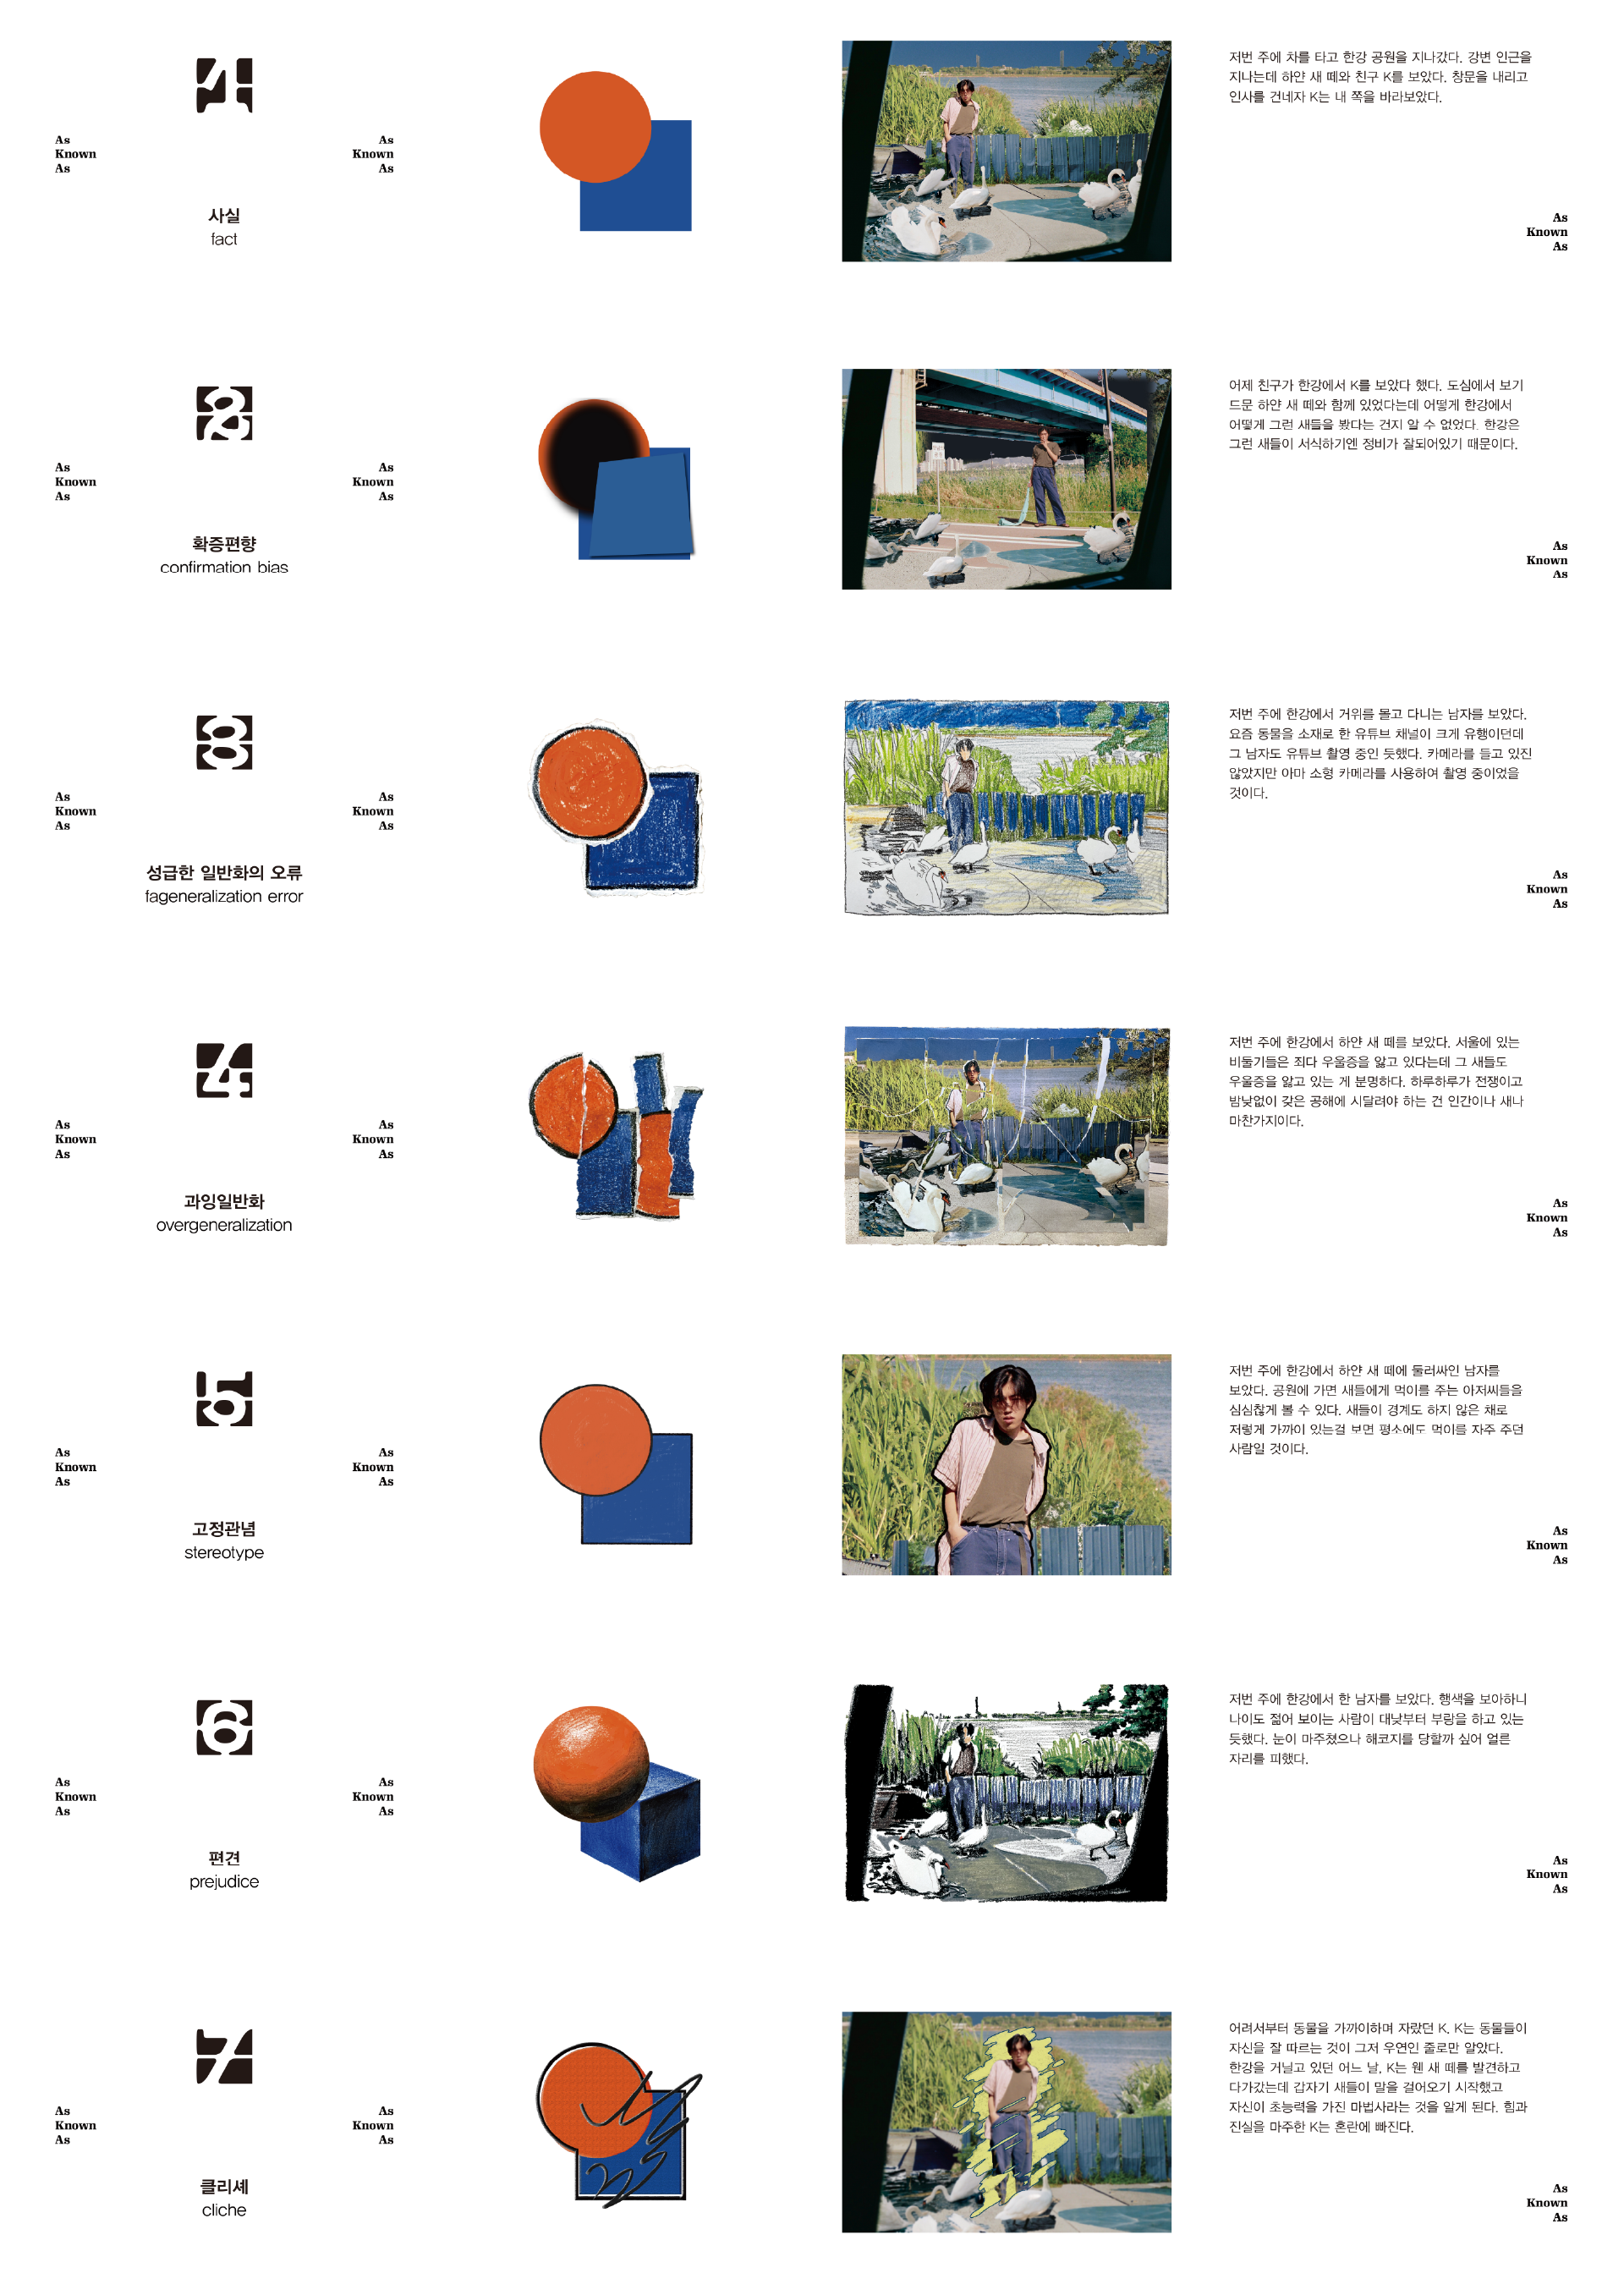 1
As
Known
As
As
Known
As
사실
fact
저번 주에 차를 타고 한강 공원을 지나갔다. 강변 인근을
지나는데 하얀 새 떼와 친구 K를 보았다. 창문을 내리고
인사를 건네자 K는 내 쪽을 바라보았다.
As
Known
As
2
As
Known
As
As
Known
As
확증편향
confirmation bias
어제 친구가 한강에서 K를 보았다 했다. 도심에서 보기
드문 하얀 새 떼와 함께 있었다는데 어떻게 한강에서
어떻게 그런 새들을 봤다는 건지 알 수 없었다. 한강은
그런 새들이 서식하기엔 정비가 잘되어있기 때문이다.
As
Known
As
3
As
Known
As
As
Known
As
성급한 일반화의 오류
fageneralization error
저번 주에 한강에서 거위를 몰고 다니는 남자를 보았다.
요즘 동물을 소재로 한 유튜브 채널이 크게 유행이던데
그 남자도 유튜브 촬영 중인 듯했다. 카메라를 들고 있진
않았지만 아마 소형 카메라를 사용하여 촬영 중이었을
것이다.
As
Known
As
4
As
Known
As
As
Known
As
과잉일반화
overgeneralization
저번 주에 한강에서 하얀 새 떼를 보았다. 서울에 있는
비둘기들은 죄다 우울증을 앓고 있다는데 그 새들도
우울증을 앓고 있는 게 분명하다. 하루하루가 전쟁이고
밤낮없이 갖은 공해에 시달려야 하는 건 인간이나 새나
마찬가지이다.
As
Known
As
5
As
Known
As
As
Known
As
고정관념
stereotype
저번 주에 한강에서 하얀 새 떼에 둘러싸인 남자를
보았다. 공원에 가면 새들에게 먹이를 주는 아저씨들을
심심찮게 볼 수 있다. 새들이 경계도 하지 않은 채로
저렇게 가까이 있는걸 보면 평소에도 먹이를 자주 주던
사람일 것이다.
As
Known
As
6
As
Known
As
As
Known
As
편견
prejudice
저번 주에 한강에서 한 남자를 보았다. 행색을 보아하니
나이도 젊어 보이는 사람이 대낮부터 부랑을 하고 있는
듯했다. 눈이 마주쳤으나 해코지를 당할까 싶어 얼른
자리를 피했다.
As
Known
As
7
As
Known
As
As
Known
As
클리셰
cliche
어려서부터 동물을 가까이하며 자랐던 K. K는 동물들이
자신을 잘 따르는 것이 그저 우연인 줄로만 알았다.
한강을 거닐고 있던 어느 날, K는 웬 새 떼를 발견하고
다가갔는데 갑자기 새들이 말을 걸어오기 시작했고
자신이 초능력을 가진 마법사라는 것을 알게 된다. 힘과
진실을 마주한 K는 혼란에 빠진다.
As
Known
As